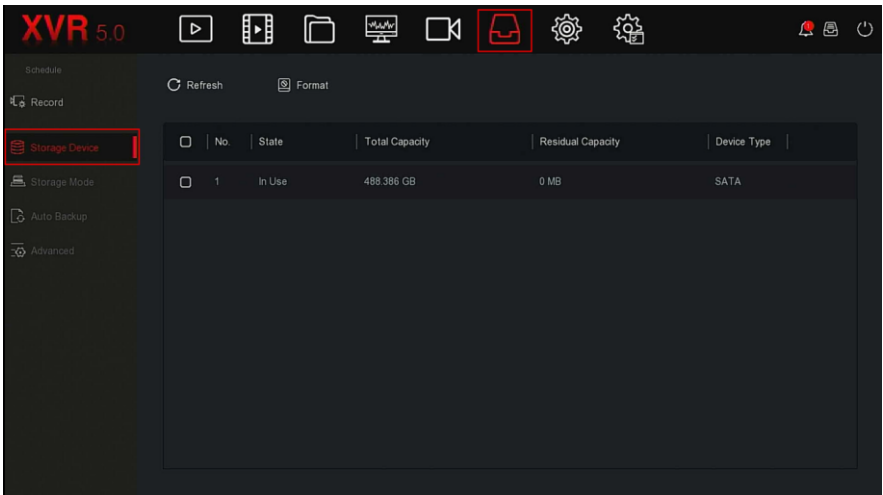 XVR 5.0
Schedule
Record
Storage Device
Storage Mode
Auto Backup
Advanced
Refresh Format
No. State Total Capacity Residual Capacity Device Type
1 In Use 488.386 GB 0 MB SATA